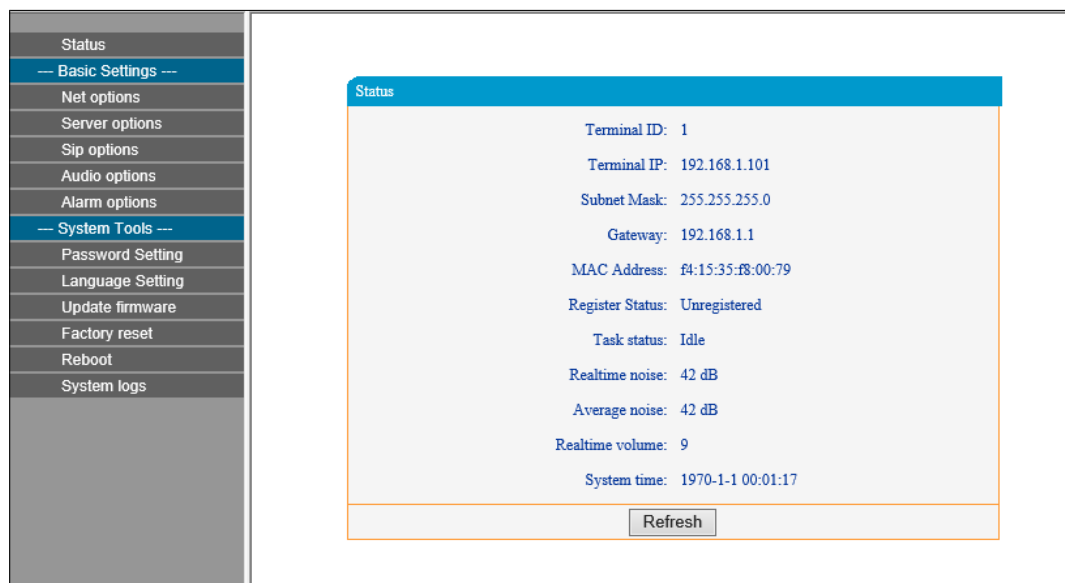 Status
--- Basic Settings ---
Net options
Server options
Sip options
Audio options
Alarm options
--- System Tools ---
Password Setting
Language Setting
Update firmware
Factory reset
Reboot
System logs
Status
Terminal ID: 1
Terminal IP: 192.168.1.101
Subnet Mask: 255.255.255.0
Gateway: 192.168.1.1
MAC Address: f4:15:35:f8:00:79
Register Status: Unregistered
Task status: Idle
Realtime noise: 42 dB
Average noise: 42 dB
Realtime volume: 9
System time: 1970-1-1 00:01:17
Refresh